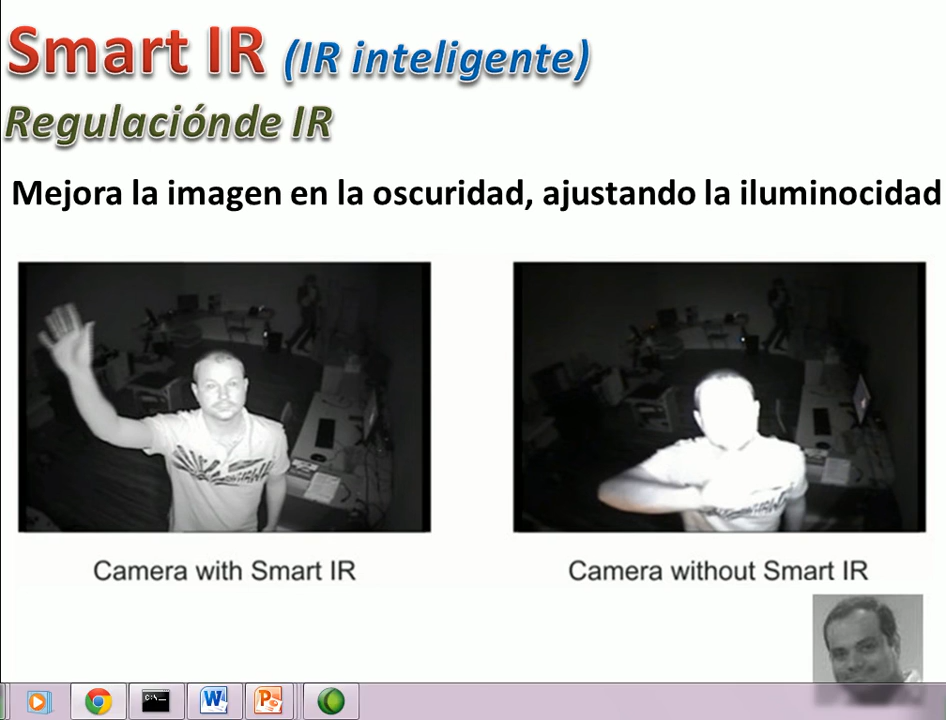 Smart IR (IR inteligente)
Regulaciónde IR
Mejora la imagen en la oscuridad, ajustando la iluminocidad
Camera with Smart IR
Camera without Smart IR
C:\_
W
P